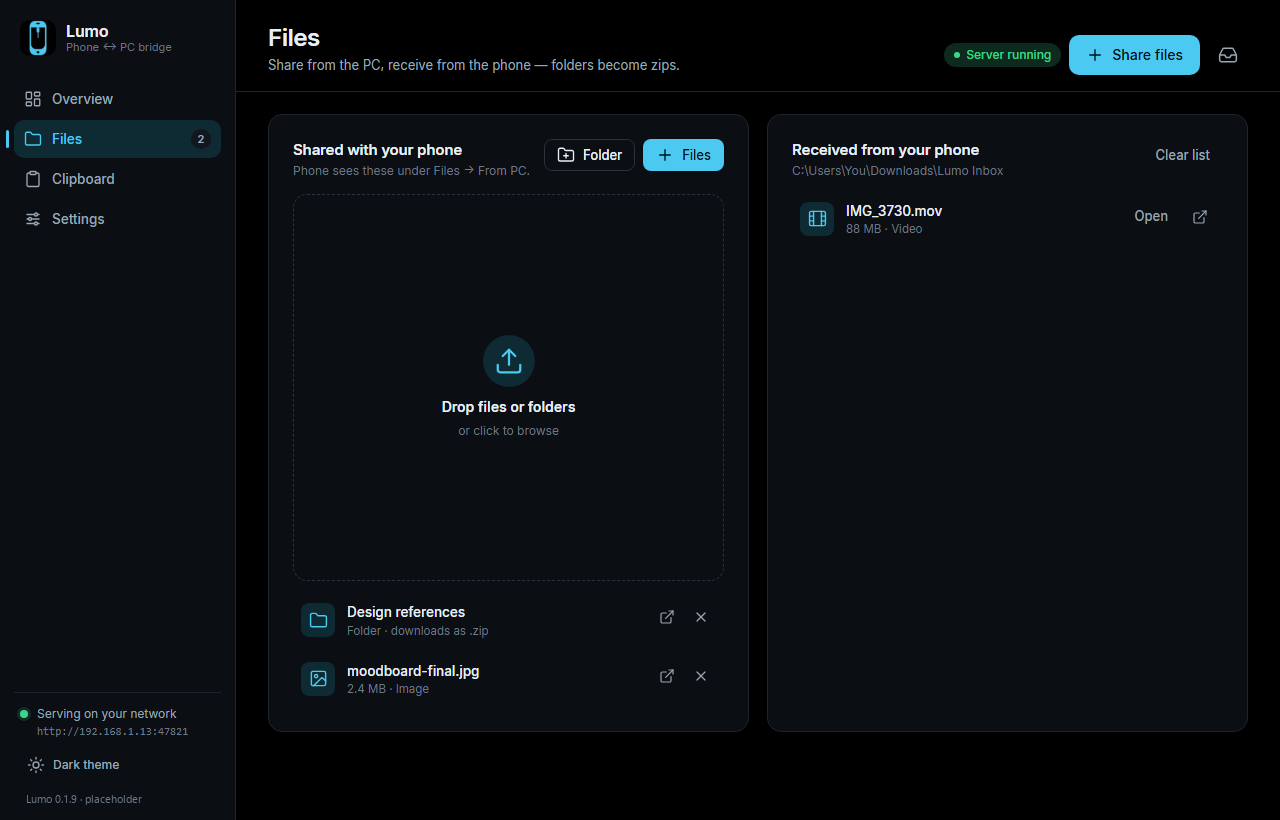 Lumo
Phone ↔ PC bridge
Overview
Files
2
Clipboard
Settings
Serving on your network
http://192.168.1.13:47821
Dark theme
Lumo 0.1.9 · placeholder
Files
Share from the PC, receive from the phone — folders become zips.
Server running
Share files
Shared with your phone
Phone sees these under Files → From PC.
Folder
Files
Drop files or folders
or click to browse
Design references
Folder · downloads as .zip
moodboard-final.jpg
2.4 MB · Image
Received from your phone
C:\Users\You\Downloads\Lumo Inbox
Clear list
IMG_3730.mov
88 MB · Video
Open